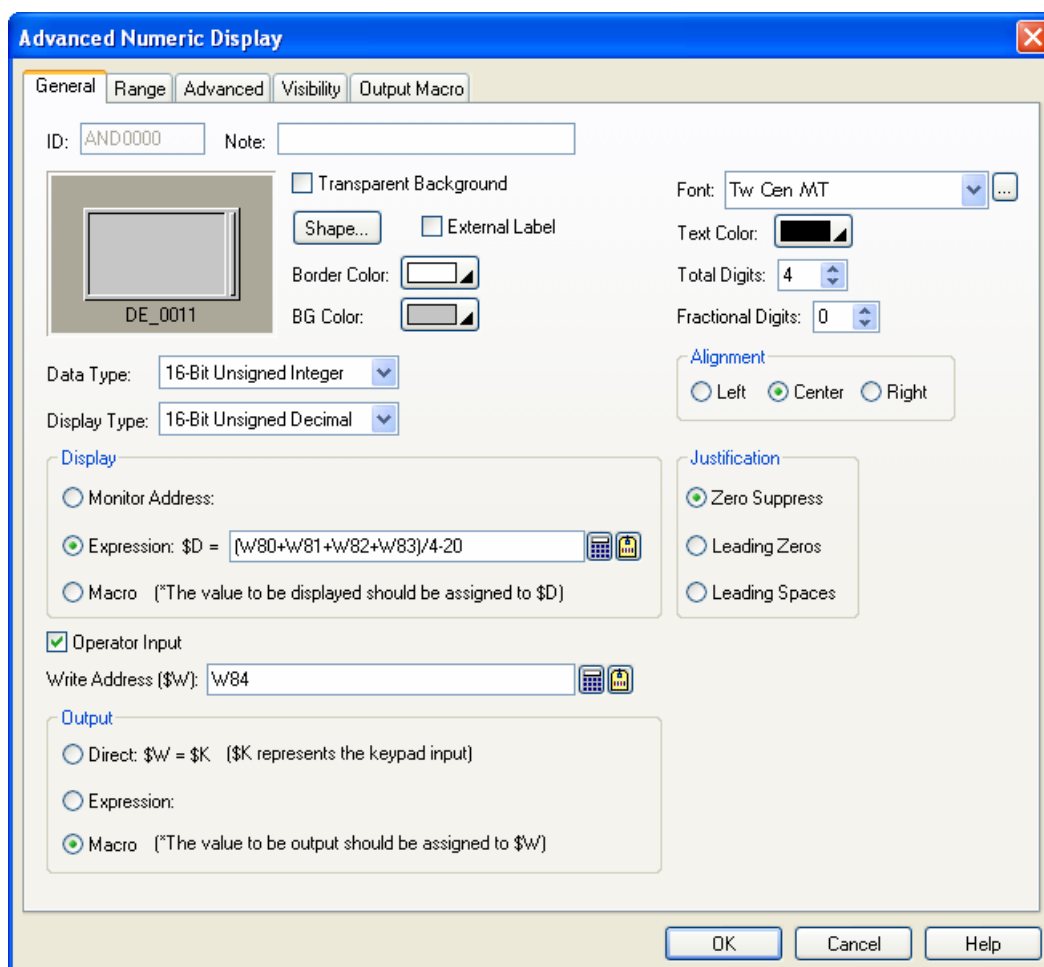 Advanced Numeric Display
General Range Advanced Visibility Output Macro
ID: AND0000 Note:
Transparent Background
Font: Tw Cen MT ...
Shape... External Label
Text Color:
Border Color:
Total Digits: 4
DE_0011
BG Color:
Fractional Digits: 0
Data Type: 16-Bit Unsigned Integer
Alignment
Left Center Right
Display Type: 16-Bit Unsigned Decimal
Display
Justification
Monitor Address:
Zero Suppress
Expression: $D = (W80+W81+W82+W83)/4-20
Leading Zeros
Macro (*The value to be displayed should be assigned to $D)
Leading Spaces
Operator Input
Write Address ($W): W84
Output
Direct: $W = $K ($K represents the keypad input)
Expression:
Macro (*The value to be output should be assigned to $W)
OK Cancel Help